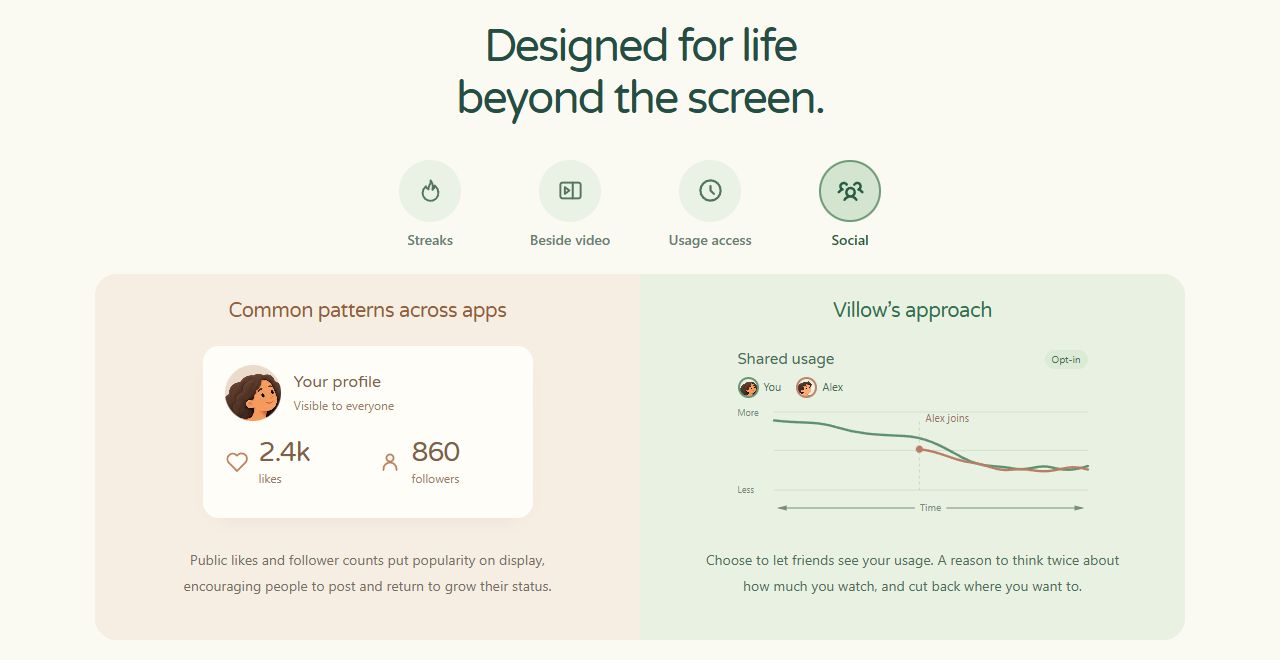 Designed for life
beyond the screen.
Streaks
Beside video
Usage access
Social
Common patterns across apps
Your profile
Visible to everyone
2.4k
likes
860
followers
Public likes and follower counts put popularity on display,
encouraging people to post and return to grow their status.
Villow’s approach
Shared usage
Opt-in
You
Alex
More
Alex joins
Less
Time
Choose to let friends see your usage. A reason to think twice about
how much you watch, and cut back where you want to.